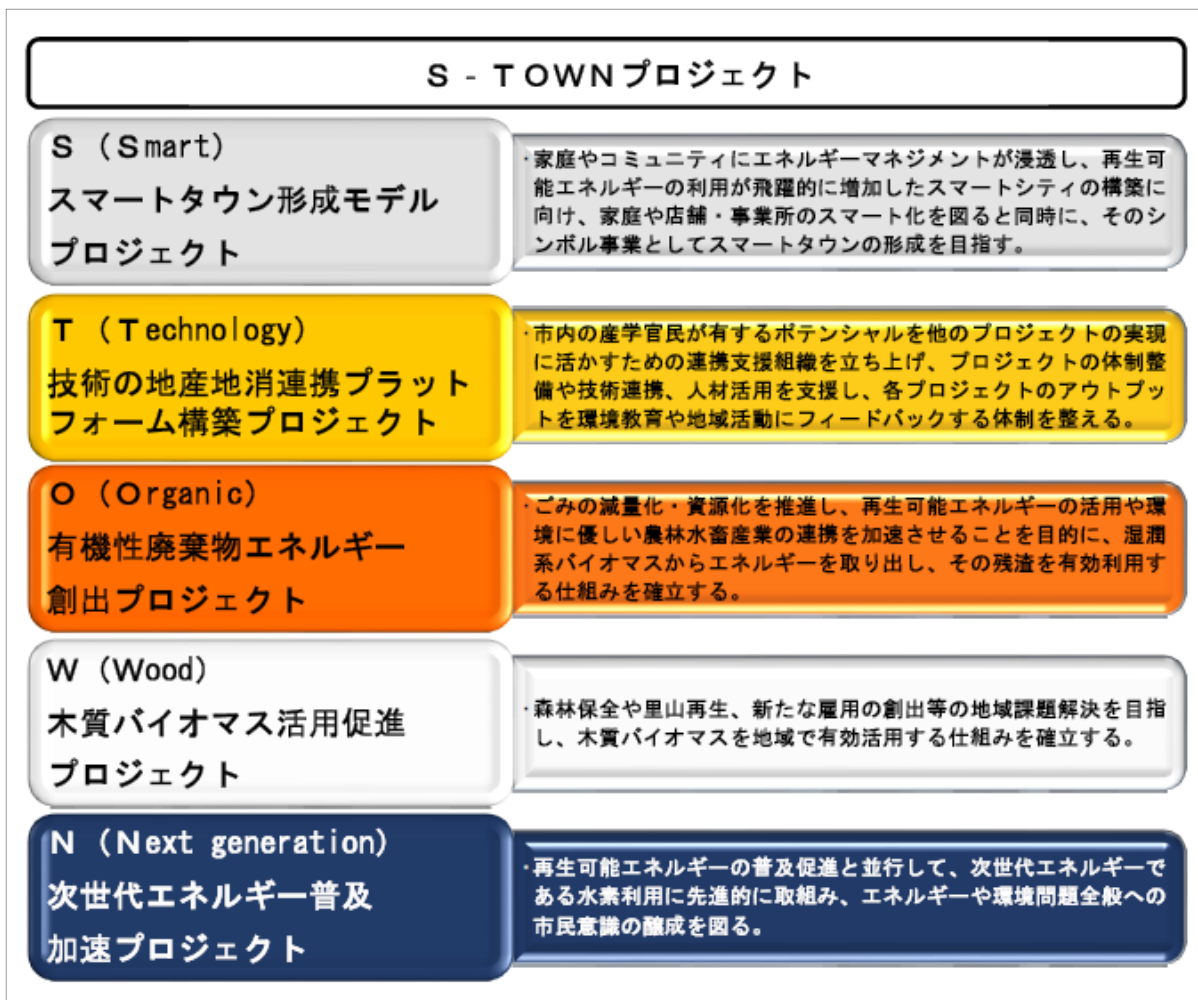 Ｓ‐ＴＯＷＮプロジェクト
Ｓ（Ｓmart）
スマートタウン形成モデル
プロジェクト
・家庭やコミュニティにエネルギーマネジメントが浸透し、再生可
能エネルギーの利用が飛躍的に増加したスマートシティの構築に
向け、家庭や店舗・事業所のスマート化を図ると同時に、そのシ
ンボル事業としてスマートタウンの形成を目指す。
Ｔ（Ｔechnology）
技術の地産地消連携プラット
フォーム構築プロジェクト
・市内の産学官民が有するポテンシャルを他のプロジェクトの実現
に活かすための連携支援組織を立ち上げ、プロジェクトの体制整
備や技術連携、人材活用を支援し、各プロジェクトのアウトプッ
トを環境教育や地域活動にフィードバックする体制を整える。
Ｏ（Ｏrganic）
有機性廃棄物エネルギー
創出プロジェクト
・ごみの減量化・資源化を推進し、再生可能エネルギーの活用や環
境に優しい農林水畜産業の連携を加速させることを目的に、湿潤
系バイオマスからエネルギーを取り出し、その残渣を有効利用す
る仕組みを確立する。
Ｗ（Wood）
木質バイオマス活用促進
プロジェクト
・森林保全や里山再生、新たな雇用の創出等の地域課題解決を目指
し、木質バイオマスを地域で有効活用する仕組みを確立する。
Ｎ（Ｎext generation）
次世代エネルギー普及
加速プロジェクト
・再生可能エネルギーの普及促進と並行して、次世代エネルギーで
ある水素利用に先進的に取組み、エネルギーや環境問題全般への
市民意識の醸成を図る。